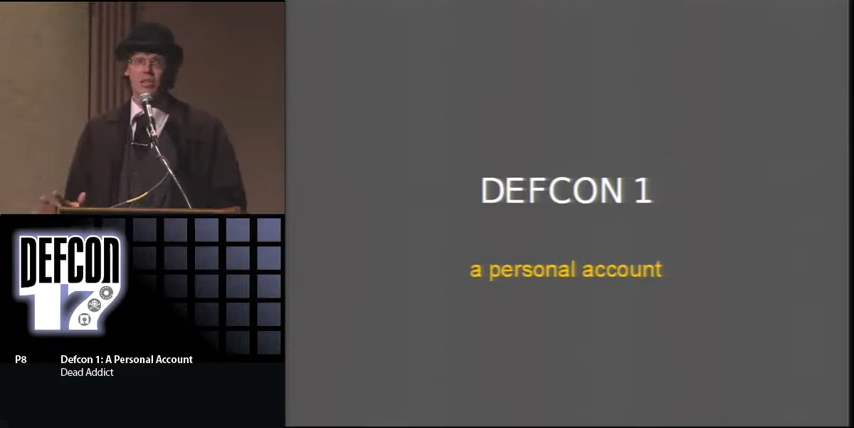 DEFCON 1
a personal account
DEFCON
17
P8 Defcon 1: A Personal Account
Dead Addict